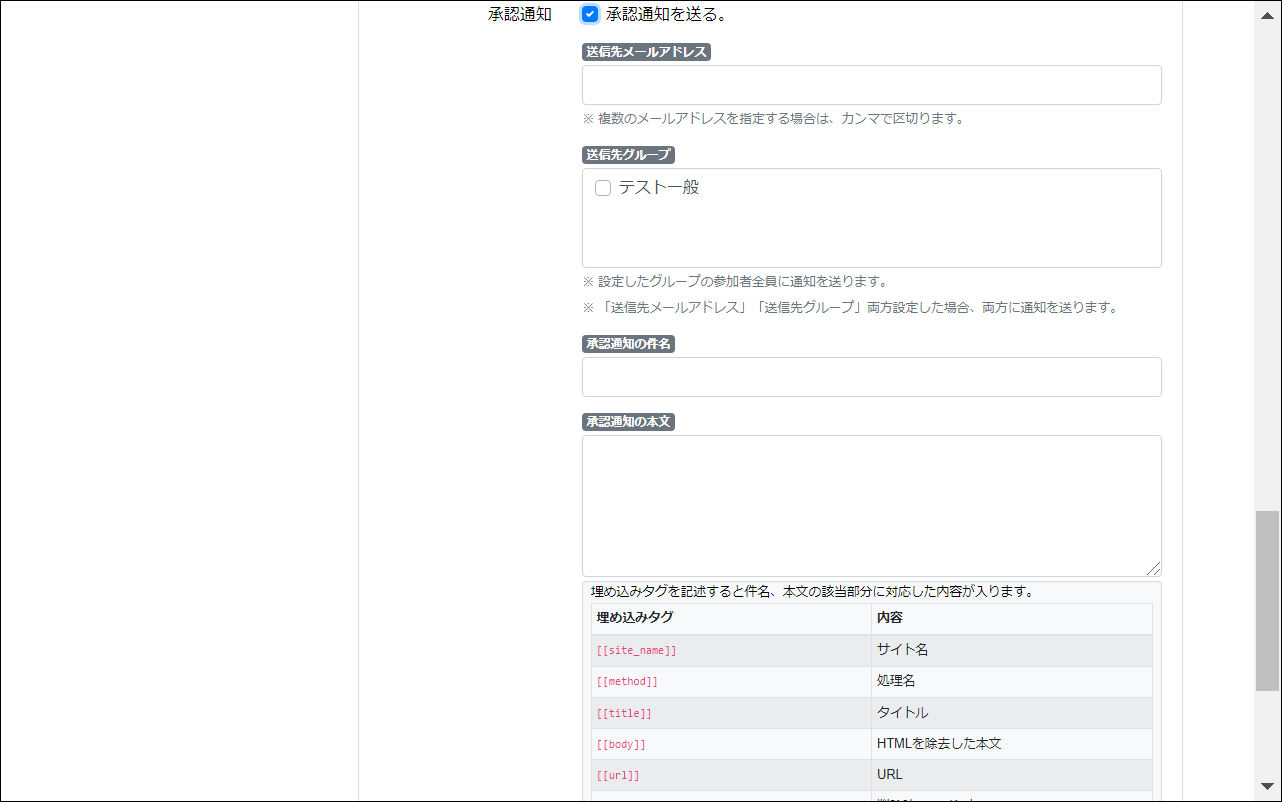 承認通知 承認通知を送る。
送信先メールアドレス
※ 複数のメールアドレスを指定する場合は、カンマで区切ります。
送信先グループ
テスト一般
※ 設定したグループの参加者全員に通知を送ります。
※ 「送信先メールアドレス」「送信先グループ」両方設定した場合、両方に通知を送ります。
承認通知の件名
承認通知の本文
埋め込みタグを記述すると件名、本文の該当部分に対応した内容が入ります。
埋め込みタグ 内容
[[site_name]] サイト名
[[method]] 処理名
[[title]] タイトル
[[body]] HTMLを除去した本文
[[url]] URL